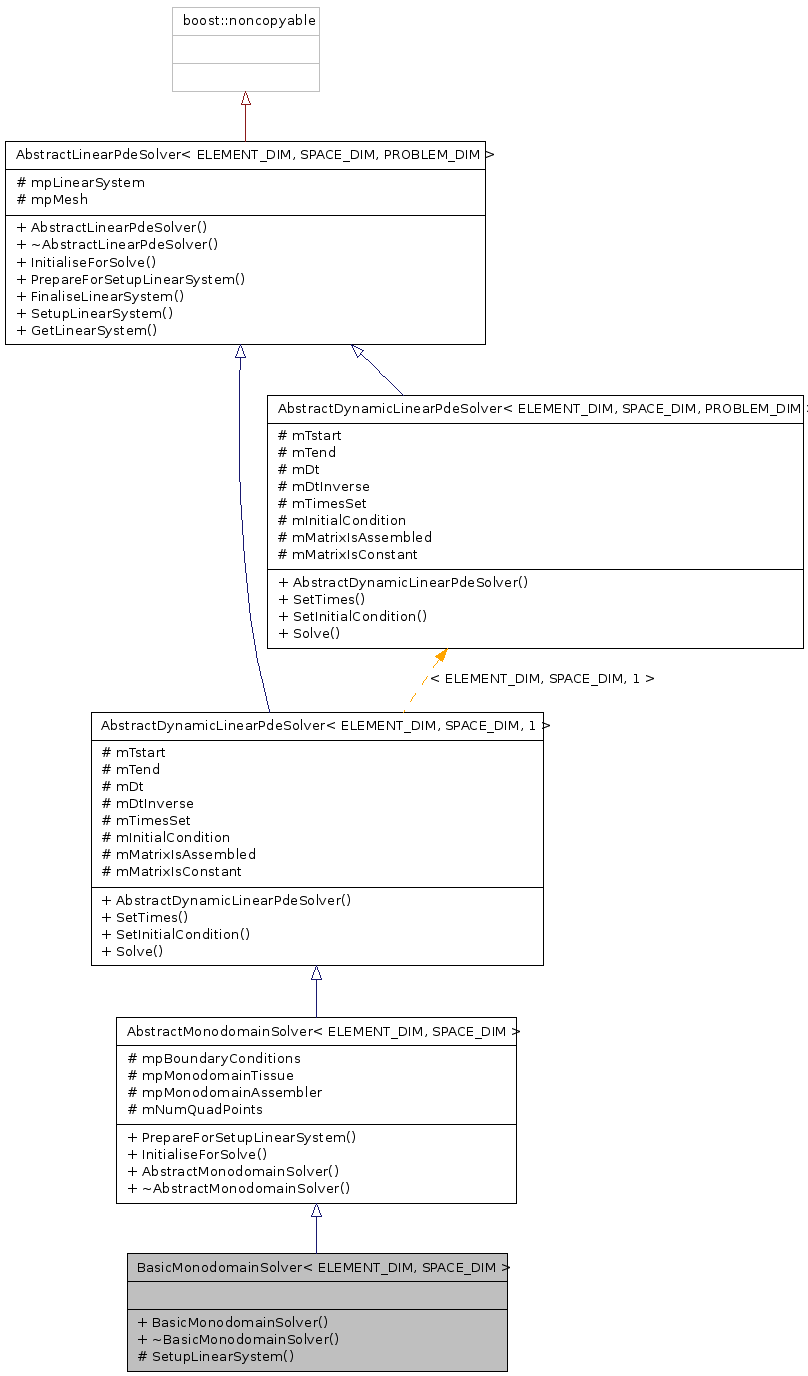 boost::noncopyable
AbstractLinearPdeSolver< ELEMENT_DIM, SPACE_DIM, PROBLEM_DIM >
# mpLinearSystem
# mpMesh
+ AbstractLinearPdeSolver()
+ ~AbstractLinearPdeSolver()
+ InitialiseForSolve()
+ PrepareForSetupLinearSystem()
+ FinaliseLinearSystem()
+ SetupLinearSystem()
+ GetLinearSystem()
AbstractDynamicLinearPdeSolver< ELEMENT_DIM, SPACE_DIM, PROBLEM_DIM >
# mTstart
# mTend
# mDt
# mDtInverse
# mTimesSet
# mInitialCondition
# mMatrixIsAssembled
# mMatrixIsConstant
+ AbstractDynamicLinearPdeSolver()
+ SetTimes()
+ SetInitialCondition()
+ Solve()
< ELEMENT_DIM, SPACE_DIM, 1 >
AbstractDynamicLinearPdeSolver< ELEMENT_DIM, SPACE_DIM, 1 >
# mTstart
# mTend
# mDt
# mDtInverse
# mTimesSet
# mInitialCondition
# mMatrixIsAssembled
# mMatrixIsConstant
+ AbstractDynamicLinearPdeSolver()
+ SetTimes()
+ SetInitialCondition()
+ Solve()
AbstractMonodomainSolver< ELEMENT_DIM, SPACE_DIM >
# mpBoundaryConditions
# mpMonodomainTissue
# mpMonodomainAssembler
# mNumQuadPoints
+ PrepareForSetupLinearSystem()
+ InitialiseForSolve()
+ AbstractMonodomainSolver()
+ ~AbstractMonodomainSolver()
BasicMonodomainSolver< ELEMENT_DIM, SPACE_DIM >
+ BasicMonodomainSolver()
+ ~BasicMonodomainSolver()
# SetupLinearSystem()